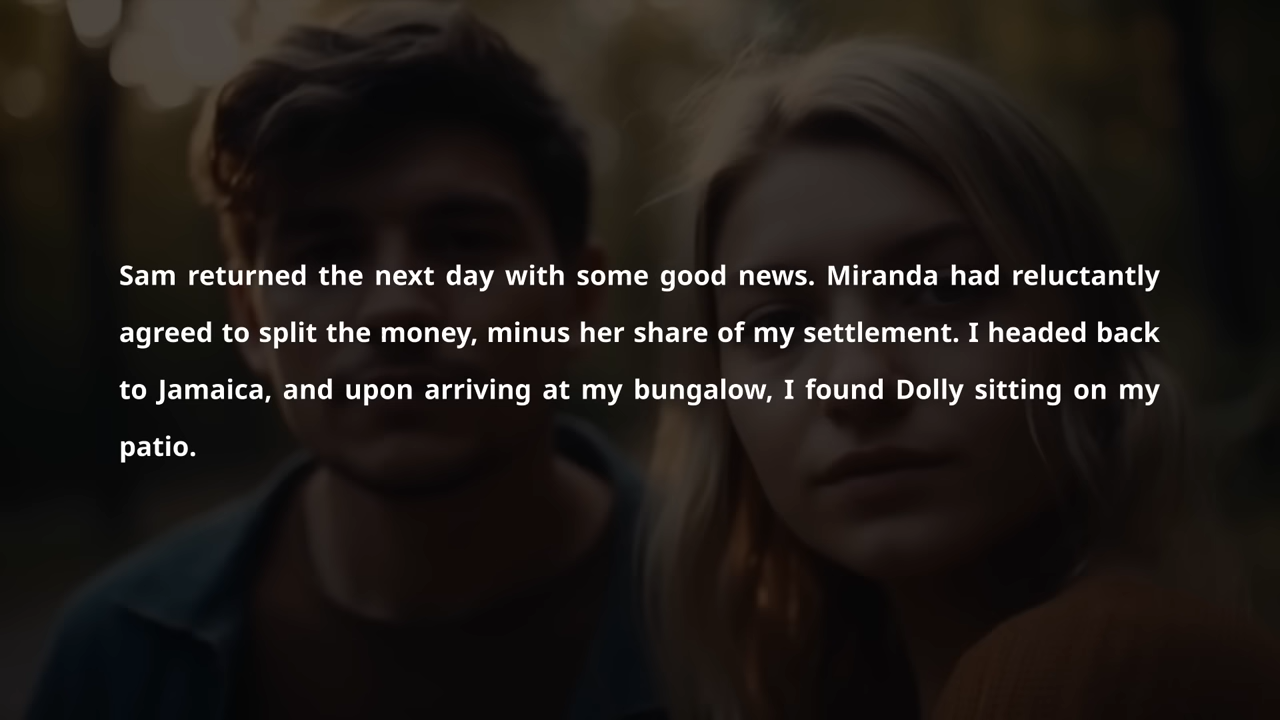 Sam returned the next day with some good news. Miranda had reluctantly
agreed to split the money, minus her share of my settlement. I headed back
to Jamaica, and upon arriving at my bungalow, I found Dolly sitting on my
patio.